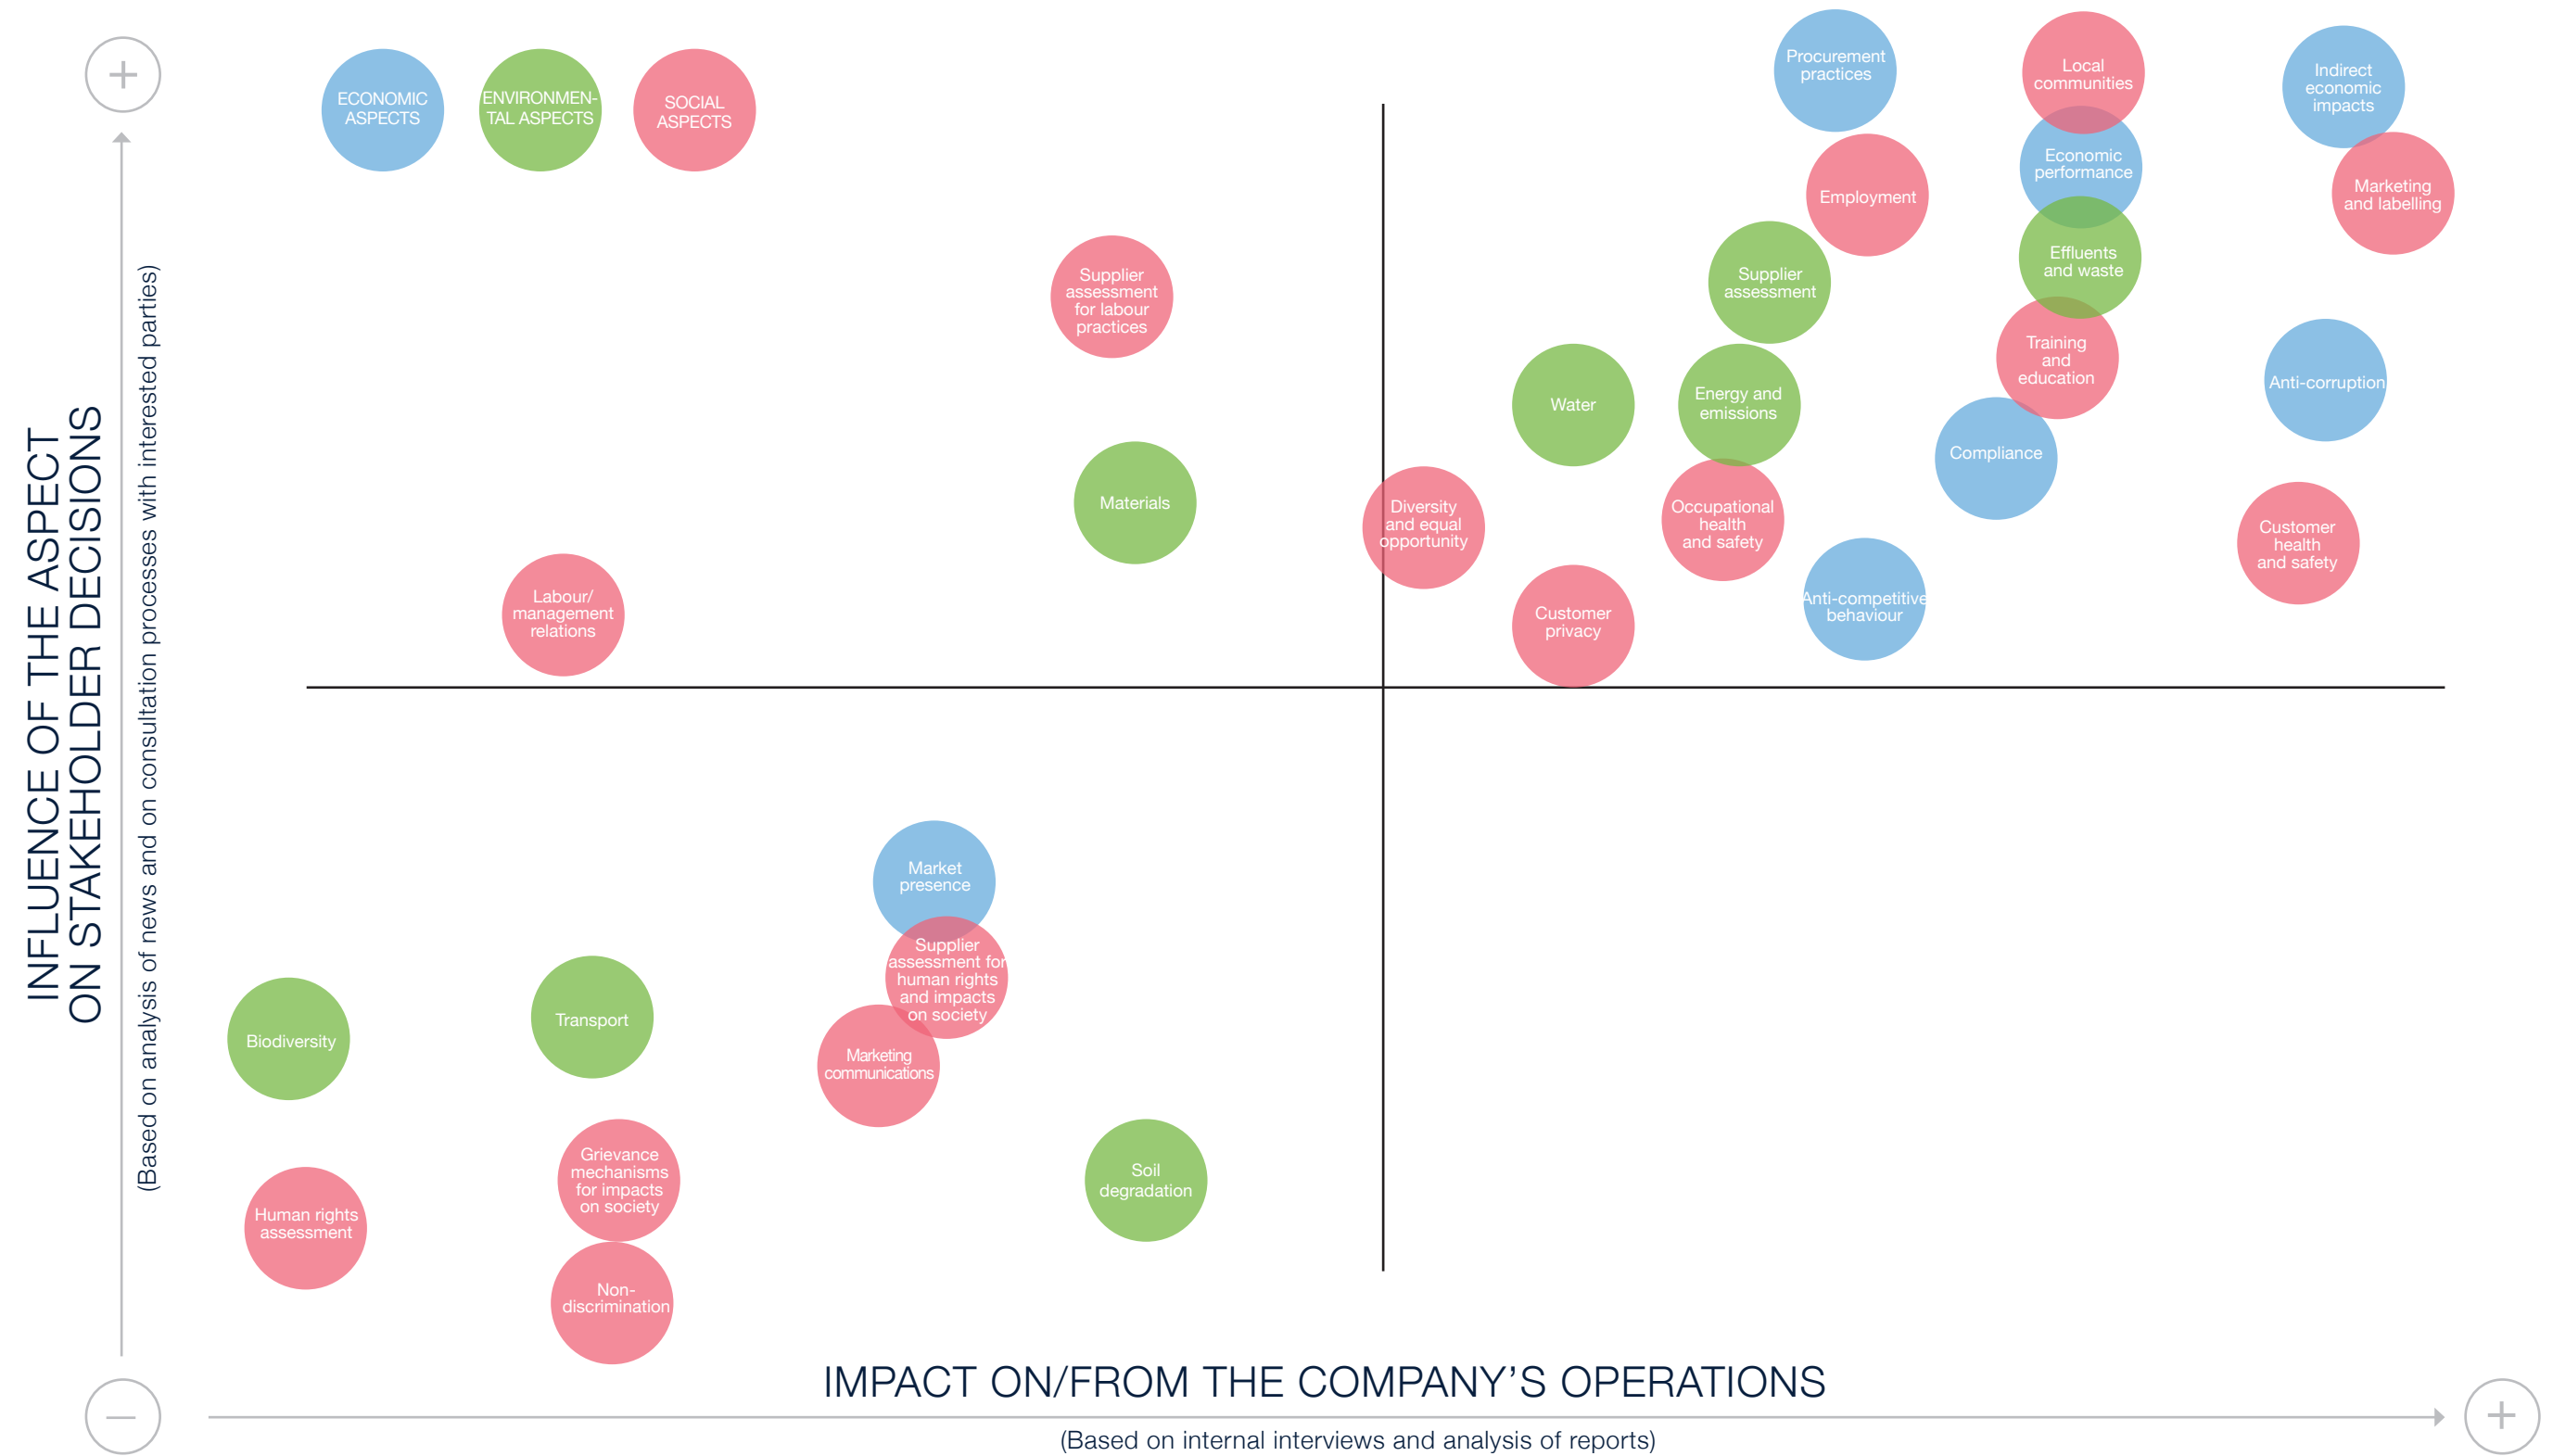 ECONOMIC
ASPECTS
ENVIRONMEN-
TAL ASPECTS
SOCIAL
ASPECTS
Procurement
practices
Local
communities
Indirect
economic
impacts
Economic
performance
Employment
Marketing
and labelling
Supplier
assessment
for labour
practices
Supplier
assessment
Effluents
and waste
Training
and
education
Anti-corruption
Water
Energy and
emissions
Compliance
Materials
Diversity
and equal
opportunity
Occupational
health
and safety
Customer
health
and safety
Labour/
management
relations
Customer
privacy
Anti-competitive
behaviour
INFLUENCE OF THE ASPECT
ON STAKEHOLDER DECISIONS
(Based on analysis of news and on consultation processes with interested parties)
Market
presence
Supplier
assessment for
human rights
and impacts
on society
Biodiversity
Transport
Marketing
communications
Grievance
mechanisms
for impacts
on society
Soil
degradation
Human rights
assessment
Non-
discrimination
IMPACT ON/FROM THE COMPANY’S OPERATIONS
(Based on internal interviews and analysis of reports)